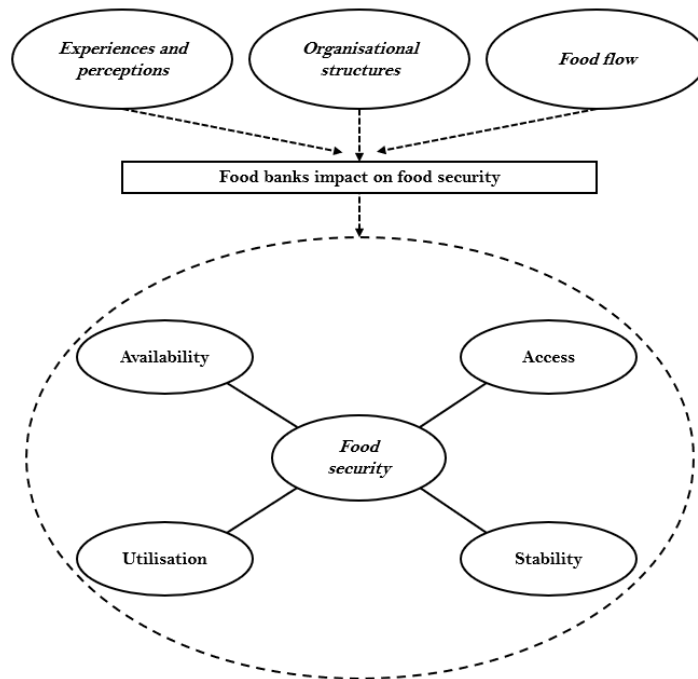 Experiences and
perceptions
Organisational
structures
Food flow
Food banks impact on food security
Availability
Access
Food
security
Utilisation
Stability